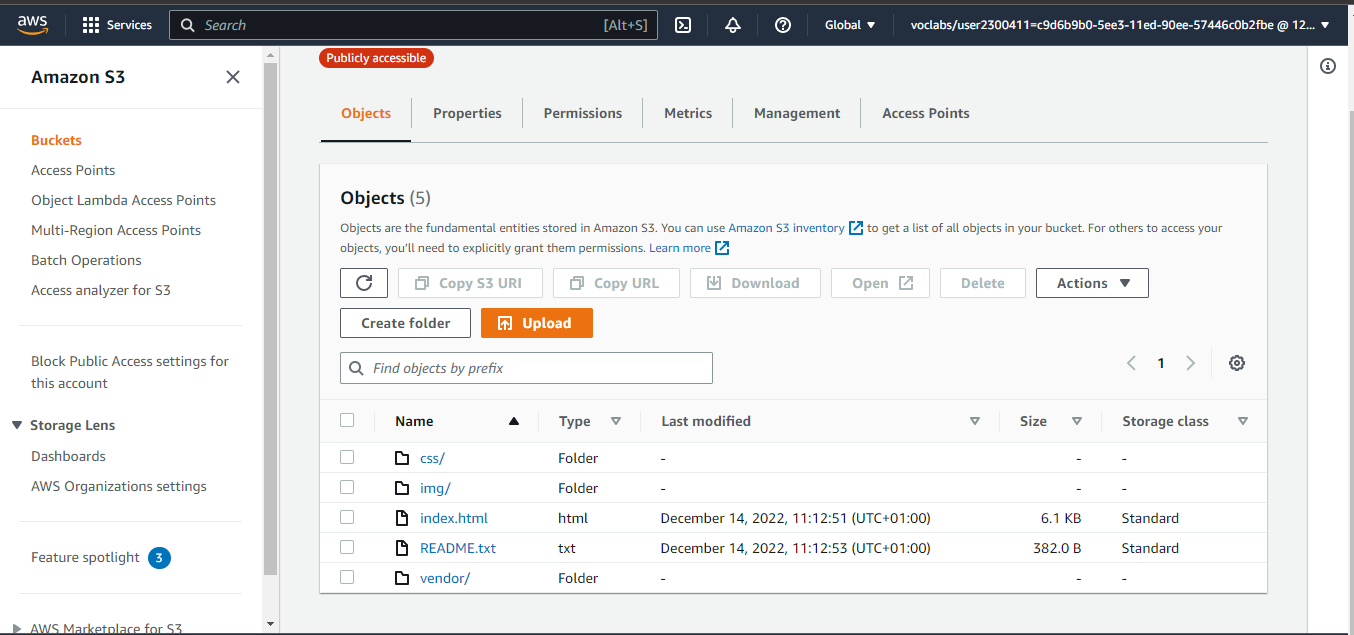 aws
Services
Search
[Alt+S]
Global
voclabs/user2300411=c9d6b9b0-5ee3-11ed-90ee-57446c0b2fbe @ 12...
Amazon S3
Buckets
Access Points
Object Lambda Access Points
Multi-Region Access Points
Batch Operations
Access analyzer for S3
Block Public Access settings for
this account
Storage Lens
Dashboards
AWS Organizations settings
Feature spotlight 3
AWS Marketplace for S3
Publicly accessible
Objects
Properties
Permissions
Metrics
Management
Access Points
Objects (5)
Objects are the fundamental entities stored in Amazon S3. You can use Amazon S3 inventory to get a list of all objects in your bucket. For others to access your
objects, you'll need to explicitly grant them permissions. Learn more
Copy S3 URI
Copy URL
Download
Open
Delete
Actions
Create folder
Upload
Find objects by prefix
1
Name Type Last modified Size Storage class
css/ Folder - - -
img/ Folder - - -
index.html html December 14, 2022, 11:12:51 (UTC+01:00) 6.1 KB Standard
README.txt txt December 14, 2022, 11:12:53 (UTC+01:00) 382.0 B Standard
vendor/ Folder - - -